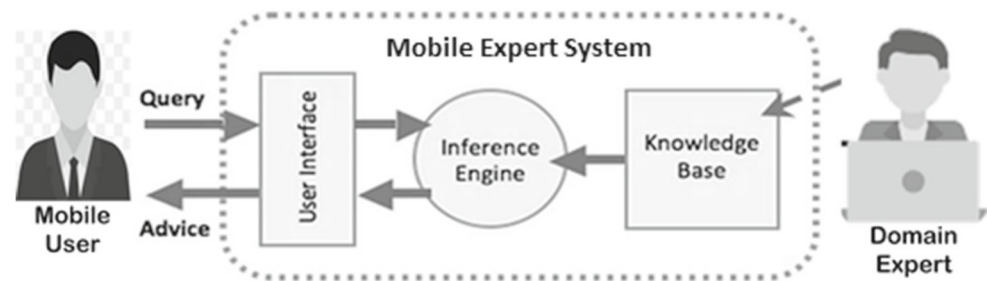 Mobile Expert System
Query
User Interface
Inference
Engine
Knowledge
Base
Advice
Mobile
User
Domain
Expert